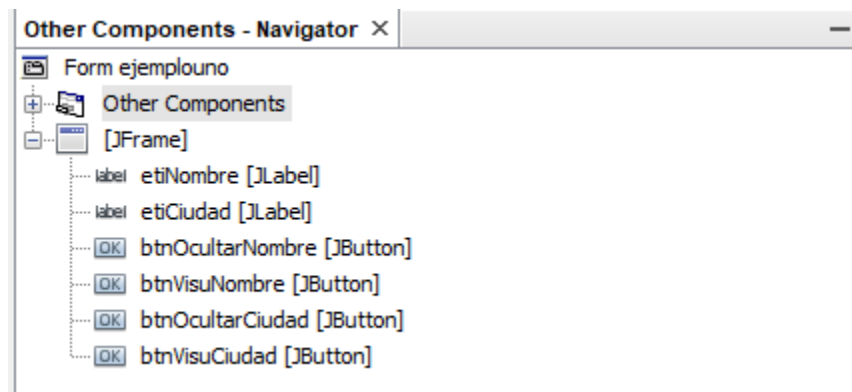 Other Components - Navigator ×
Form ejemplouno
Other Components
[JFrame]
label etiNombre [JLabel]
label etiCiudad [JLabel]
OK btnOcultarNombre [JButton]
OK btnVisuNombre [JButton]
OK btnOcultarCiudad [JButton]
OK btnVisuCiudad [JButton]